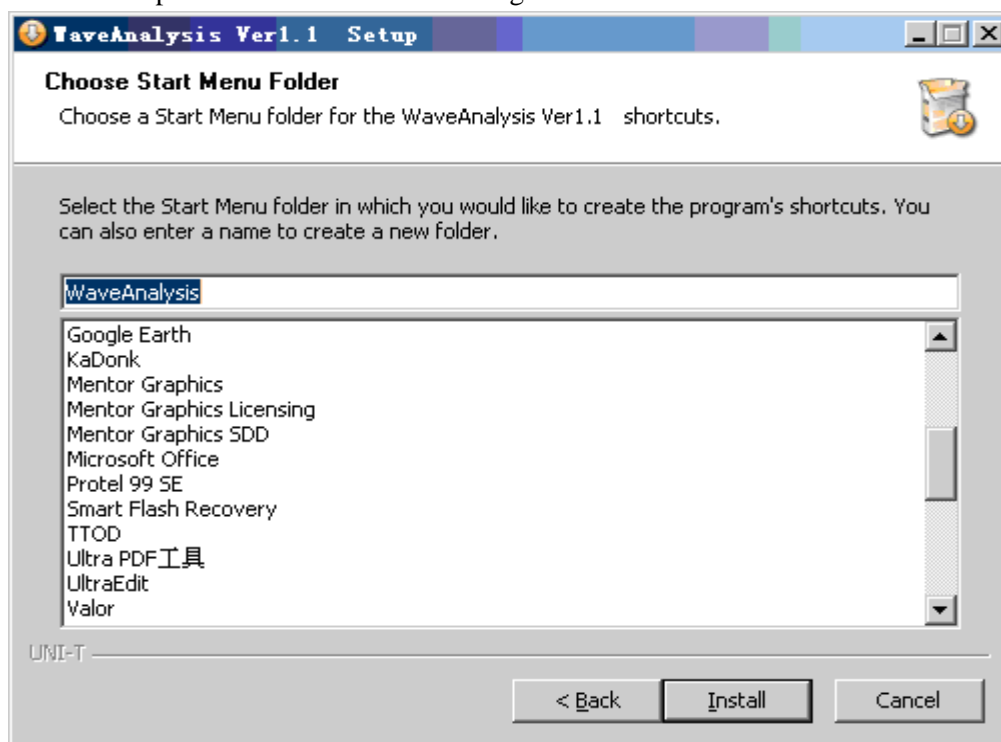 WaveAnalysis Ver1.1 Setup
Choose Start Menu Folder
Choose a Start Menu folder for the WaveAnalysis Ver1.1 shortcuts.
Select the Start Menu folder in which you would like to create the program's shortcuts. You
can also enter a name to create a new folder.
WaveAnalysis
Google Earth
KaDonk
Mentor Graphics
Mentor Graphics Licensing
Mentor Graphics SDD
Microsoft Office
Protel 99 SE
Smart Flash Recovery
TTOD
Ultra PDF工具
UltraEdit
Valor
UNI-T
< Back
Install
Cancel